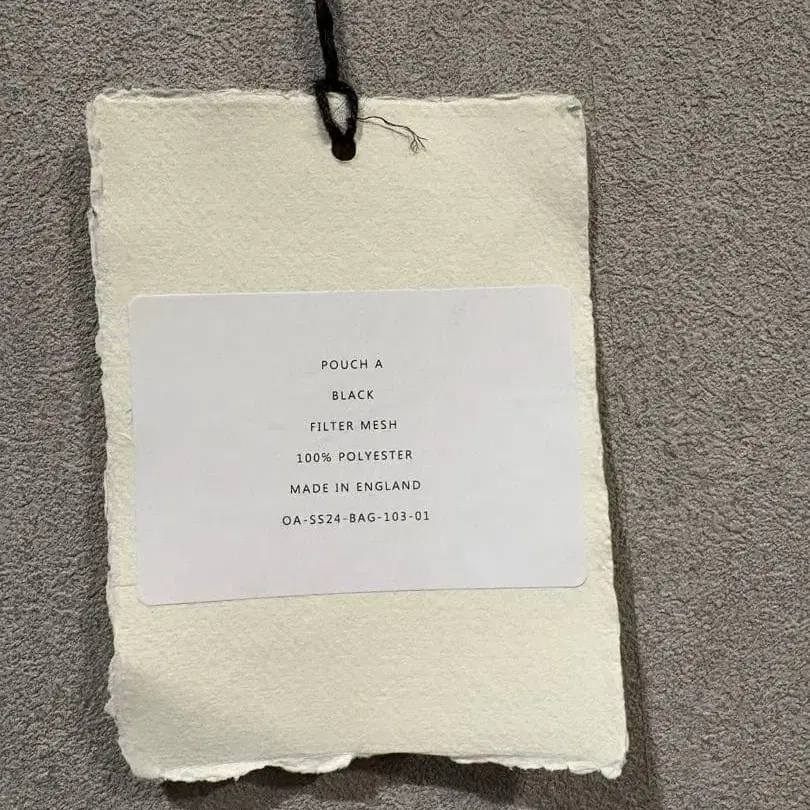 POUCH A
BLACK
FILTER MESH
100% POLYESTER
MADE IN ENGLAND
OA-SS24-BAG-103-01